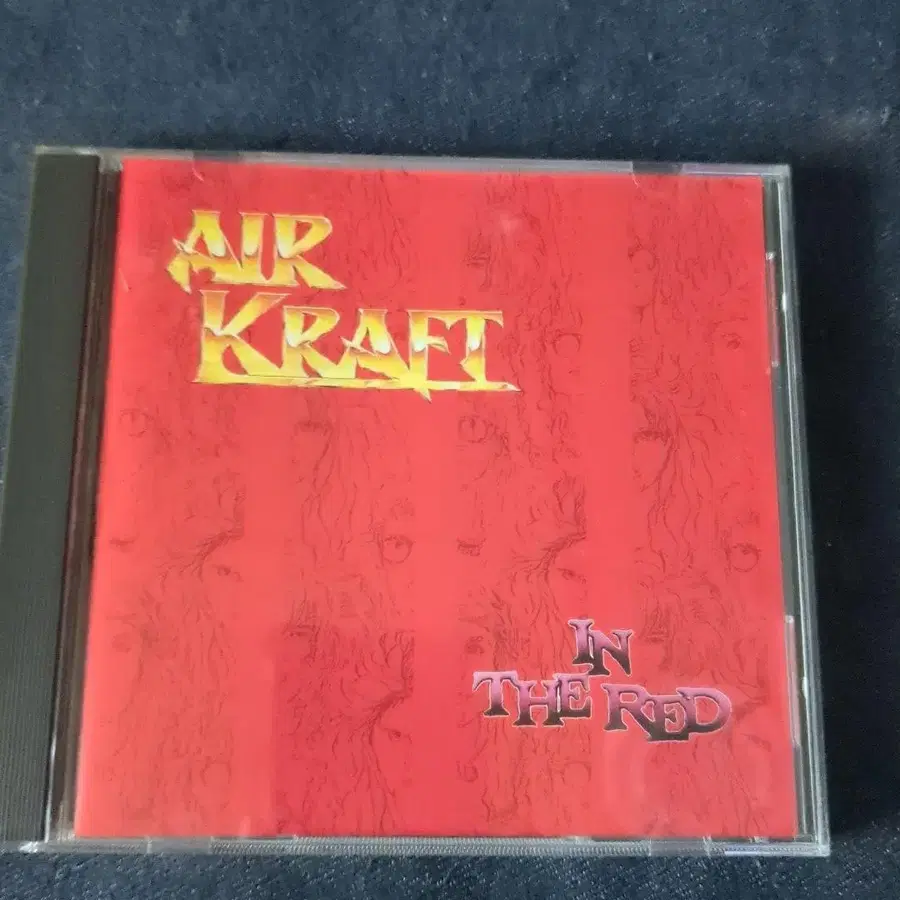 AIR
KRAFT
IN
THE RED